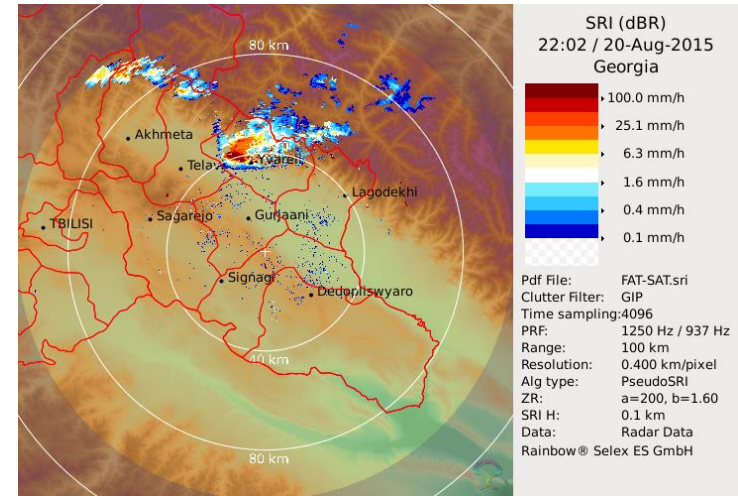 80 km
Akhmeta
Telav
Yvareli
Lagodekhi
TBILISI
Sagarejo
Gurjaani
Signagi
Dedopliswyaro
40 km
80 km
SRI (dBR)
22:02 / 20-Aug-2015
Georgia
100.0 mm/h
25.1 mm/h
6.3 mm/h
1.6 mm/h
0.4 mm/h
0.1 mm/h
Pdf File: FAT-SAT.sri
Clutter Filter: GIP
Time sampling:4096
PRF: 1250 Hz / 937 Hz
Range: 100 km
Resolution: 0.400 km/pixel
Alg type: PseudoSRI
ZR: a=200, b=1.60
SRI H: 0.1 km
Data: Radar Data
Rainbow® Selex ES GmbH